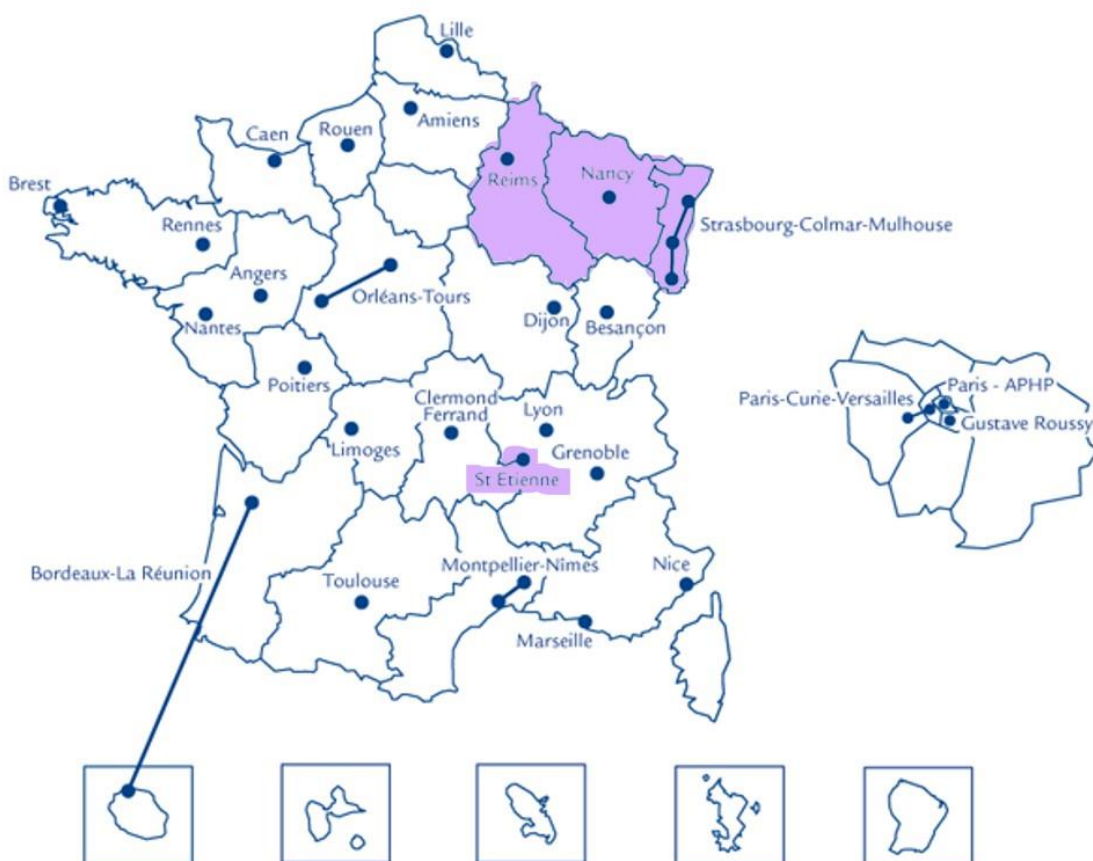 Lille
Amiens
Rouen
Caen
Reims
Nancy
Brest
Rennes
Strasbourg-Colmar-Mulhouse
Angers
Orléans-Tours
Nantes
Dijon
Besançon
Poitiers
Paris - APHP
Paris-Curie-Versailles
Gustave Roussy
Clermond
Ferrand
Lyon
Limoges
Grenoble
St Etienne
Bordeaux-La Réunion
Toulouse
Montpellier-Nîmes
Nice
Marseille